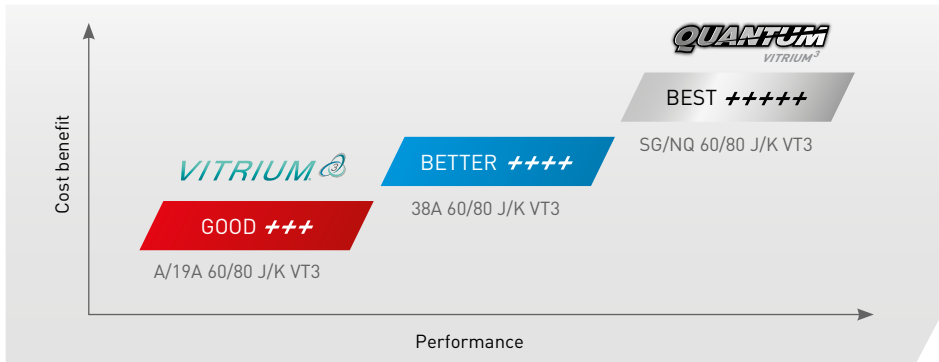 QUANTUM
VITRIUM³
BEST +++++
SG/NQ 60/80 J/K VT3
BETTER ++++
38A 60/80 J/K VT3
VITRIUM 3
GOOD +++
A/19A 60/80 J/K VT3
Cost benefit
Performance